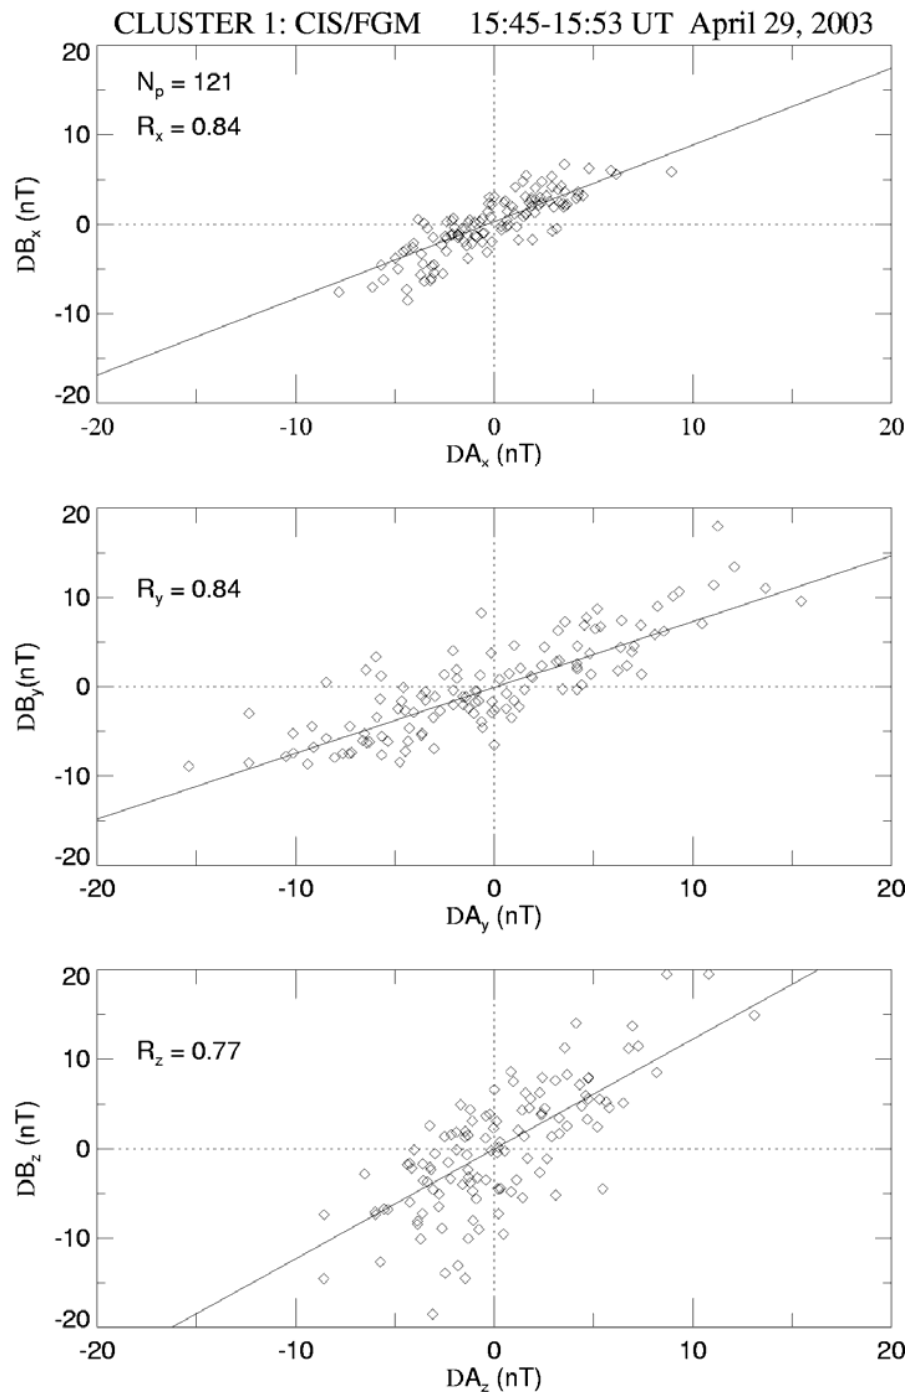 CLUSTER 1: CIS/FGM 15:45-15:53 UT April 29, 2003
20
N_p = 121
R_x = 0.84
10
DB_x (nT)
0
-10
-20
-20 -10 0 10 20
DA_x (nT)
20
R_y = 0.84
10
DB_y(nT)
0
-10
-20
-20 -10 0 10 20
DA_y (nT)
20
R_z = 0.77
10
DB_z (nT)
0
-10
-20
-20 -10 0 10 20
DA_z (nT)